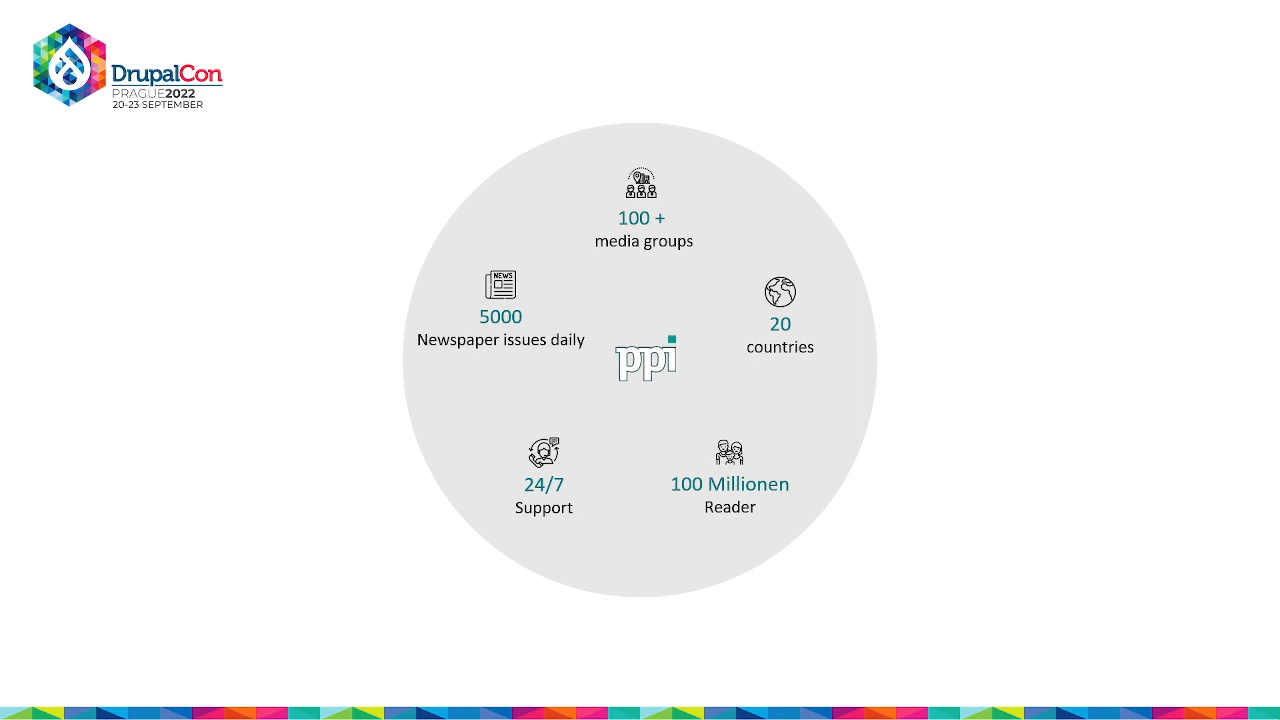 DrupalCon
PRAGUE2022
20-23 SEPTEMBER
100 +
media groups
NEWS
5000
Newspaper issues daily
20
countries
ppi
24/7
Support
100 Millionen
Reader